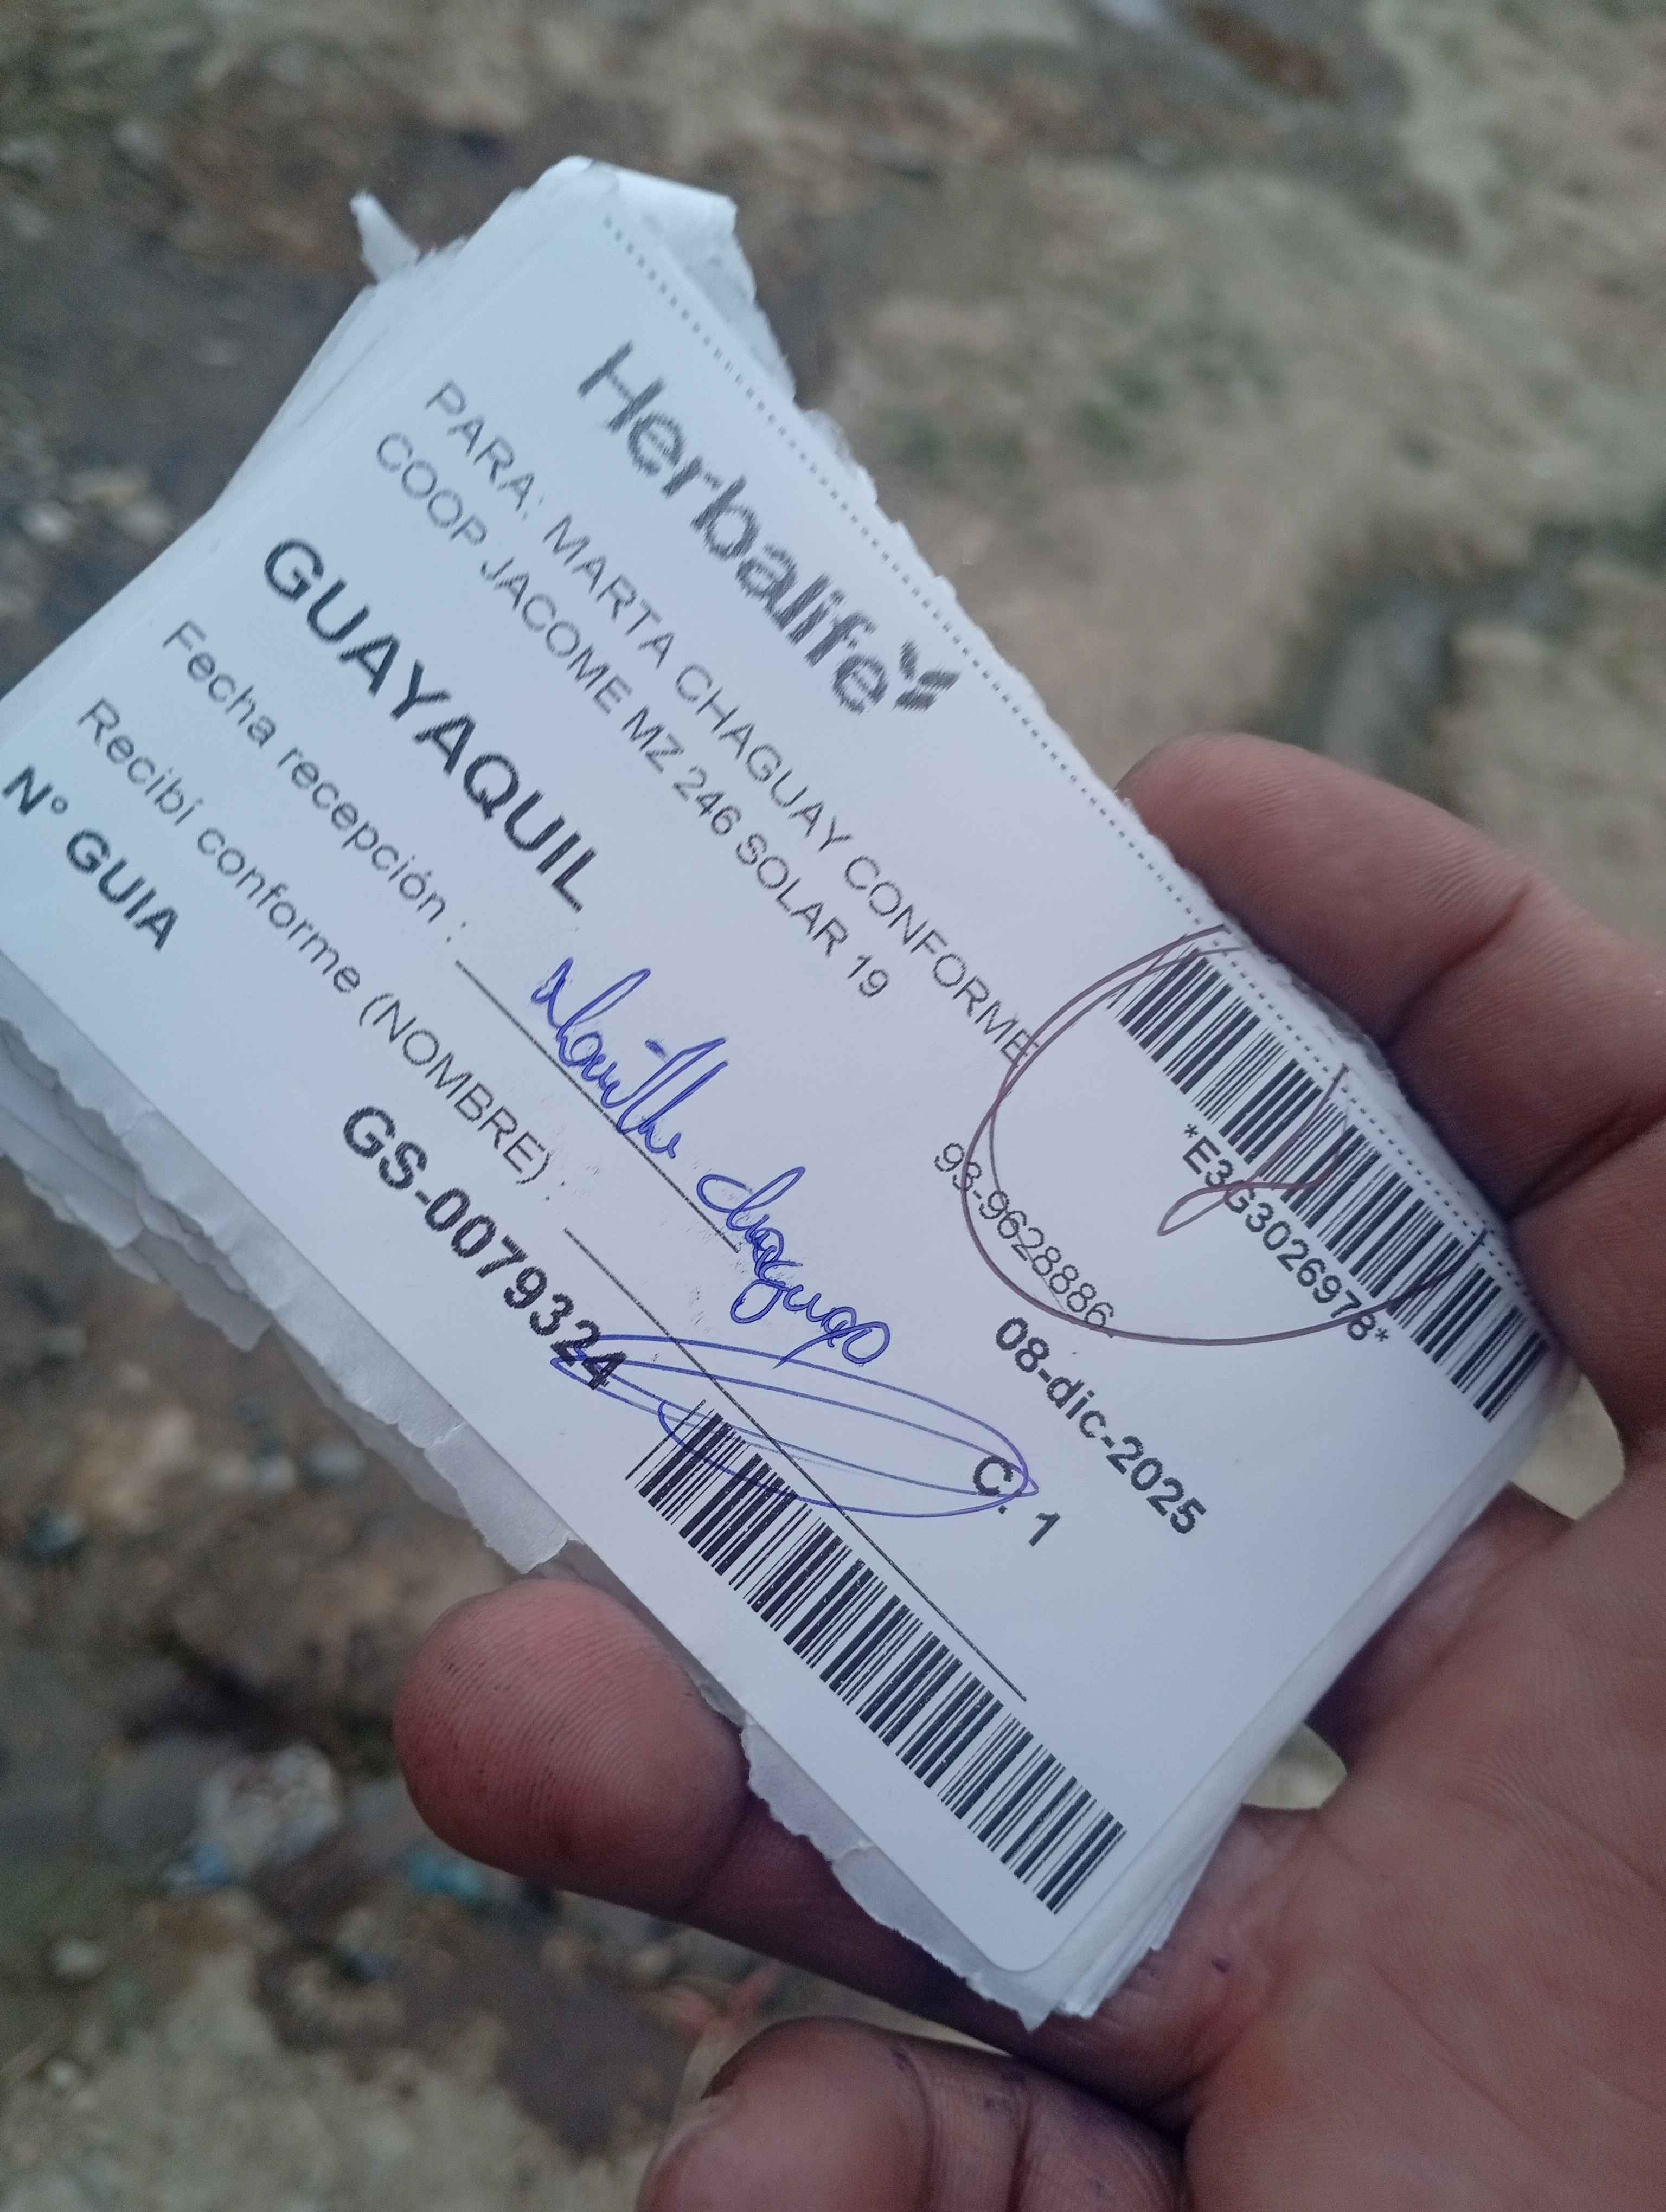 Herbalife
*E3G3026978*
PARA: MARTA CHAGUAY CONFORME
COOP JACOME MZ 246 SOLAR 19
93-9628886
GUAYAQUIL
08-dic-2025
Fecha recepción :
C. 1
Recibí conforme (NOMBRE) :
N° GUIA GS-0079324